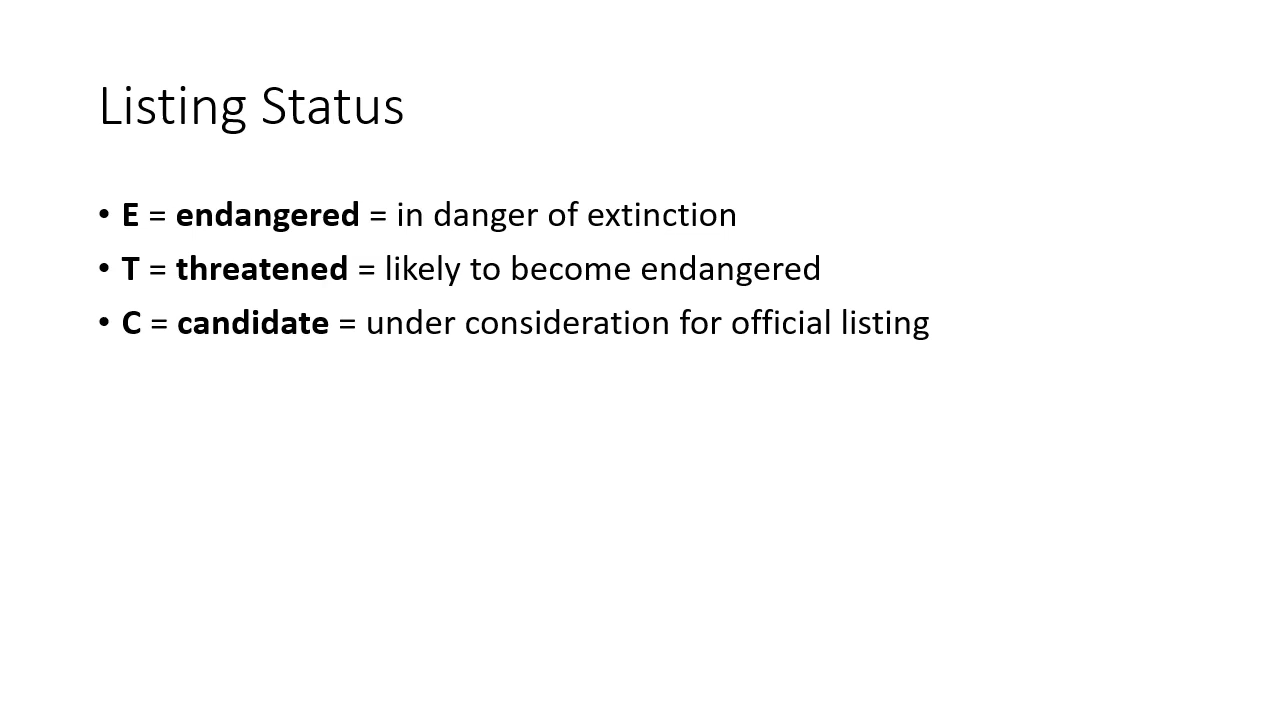 Listing Status
• E = endangered = in danger of extinction
• T = threatened = likely to become endangered
• C = candidate = under consideration for official listing